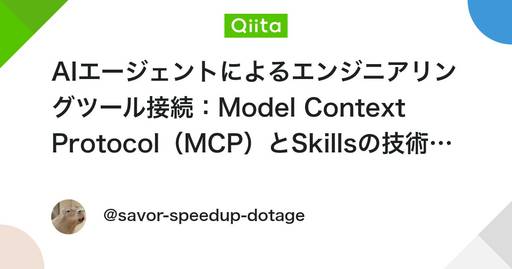 Qiita
AIエージェントによるエンジニアリン
グツール接続：Model Context
Protocol（MCP）とSkillsの技術…
@savor-speedup-dotage